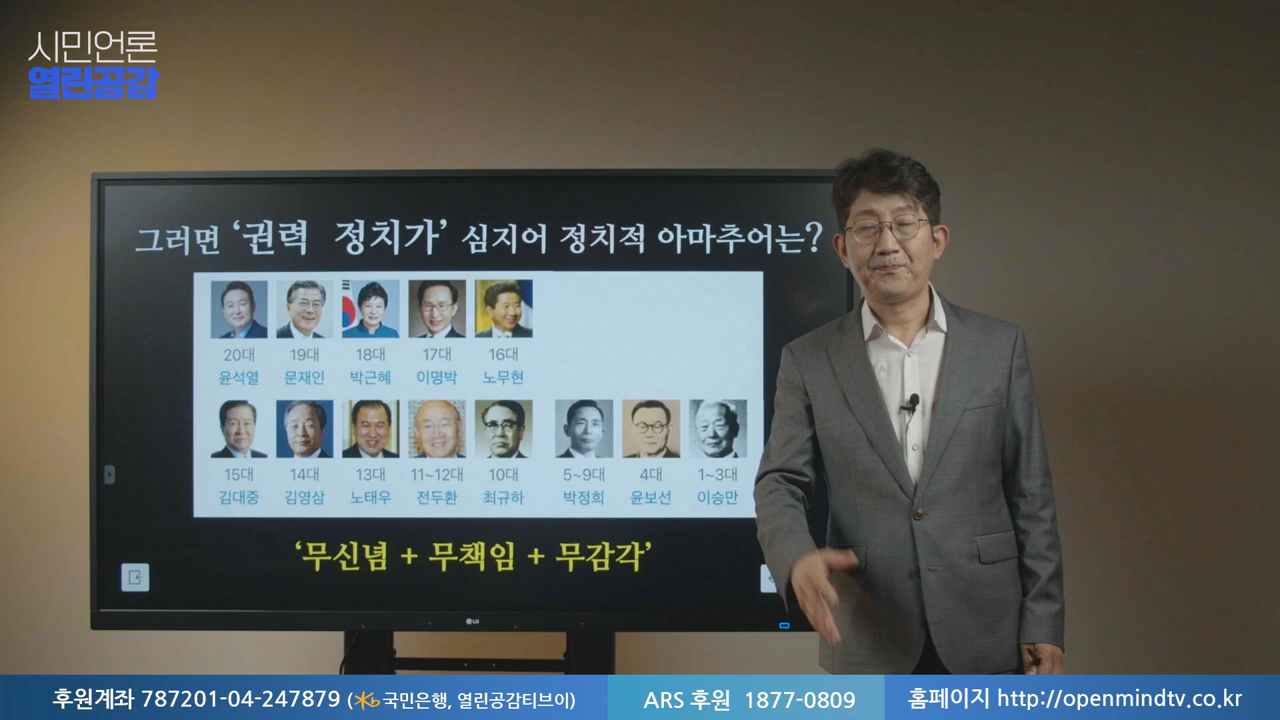 시민언론
열린공감
그러면 ‘권력 정치가’ 심지어 정치적 아마추어는?
20대 19대 18대 17대 16대
윤석열 문재인 박근혜 이명박 노무현
15대 14대 13대 11~12대 10대 5~9대 4대 1~3대
김대중 김영삼 노태우 전두환 최규하 박정희 윤보선 이승만
‘무신념 + 무책임 + 무감각’
LG
후원계좌 787201-04-247879 (국민은행, 열린공감티브이) ARS 후원 1877-0809 홈페이지 http://openmindtv.co.kr